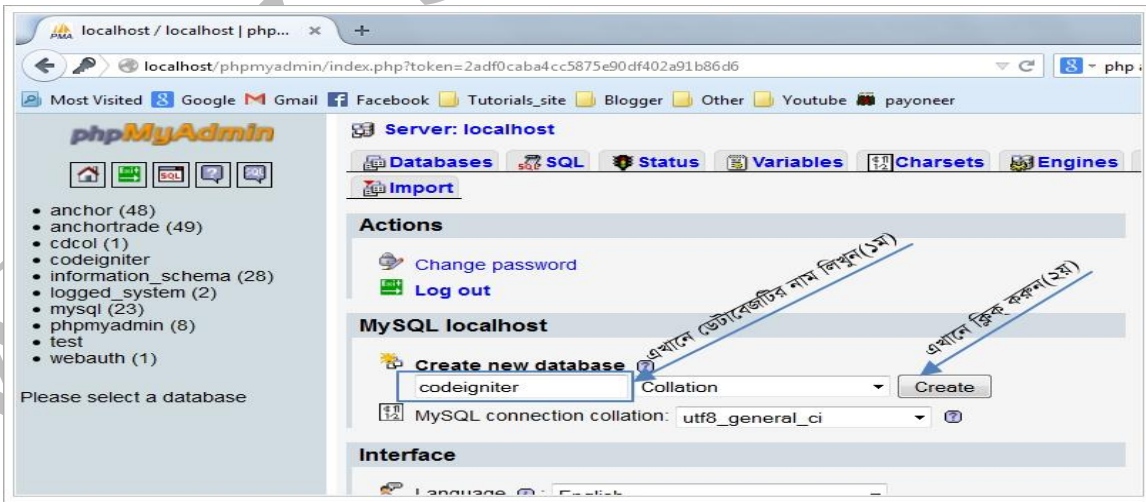 localhost / localhost | php... ×
localhost/phpmyadmin/index.php?token=2adf0caba4cc5875e90df402a91b86d6
php
Most Visited Google Gmail Facebook Tutorials_site Blogger Other Youtube payoneer
phpMyAdmin
anchor (48)
anchortrade (49)
cdcol (1)
codeigniter
information_schema (28)
logged_system (2)
mysql (23)
phpmyadmin (8)
test
webauth (1)
Please select a database
Server: localhost
Databases SQL Status Variables Charsets Engines
Import
Actions
Change password
Log out
এখানে ডেটাবেজটির নাম লিখুন(১ম)
এখানে ক্লিক করুন(২য়)
MySQL localhost
Create new database
codeigniter Collation Create
MySQL connection collation: utf8_general_ci
Interface
Language : English